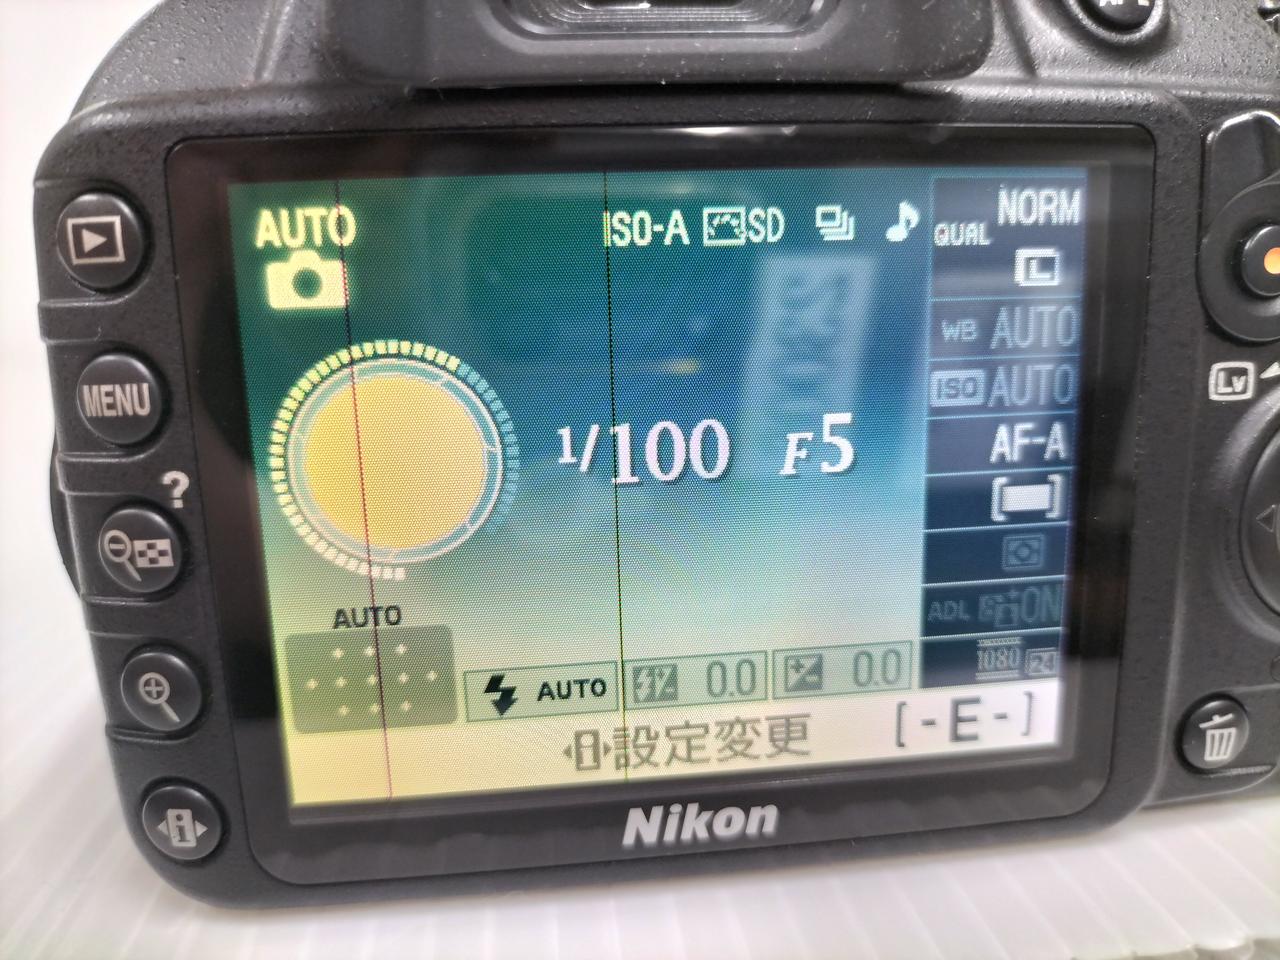 AUTO
ISO-A SD
QUAL NORM
L
WB AUTO
ISO AUTO
AF-A
1/100 F5
AUTO
ADL ON
1080 24
AUTO 0.0 0.0
i 設定変更 [-E-]
Nikon
MENU
?
i
Lv